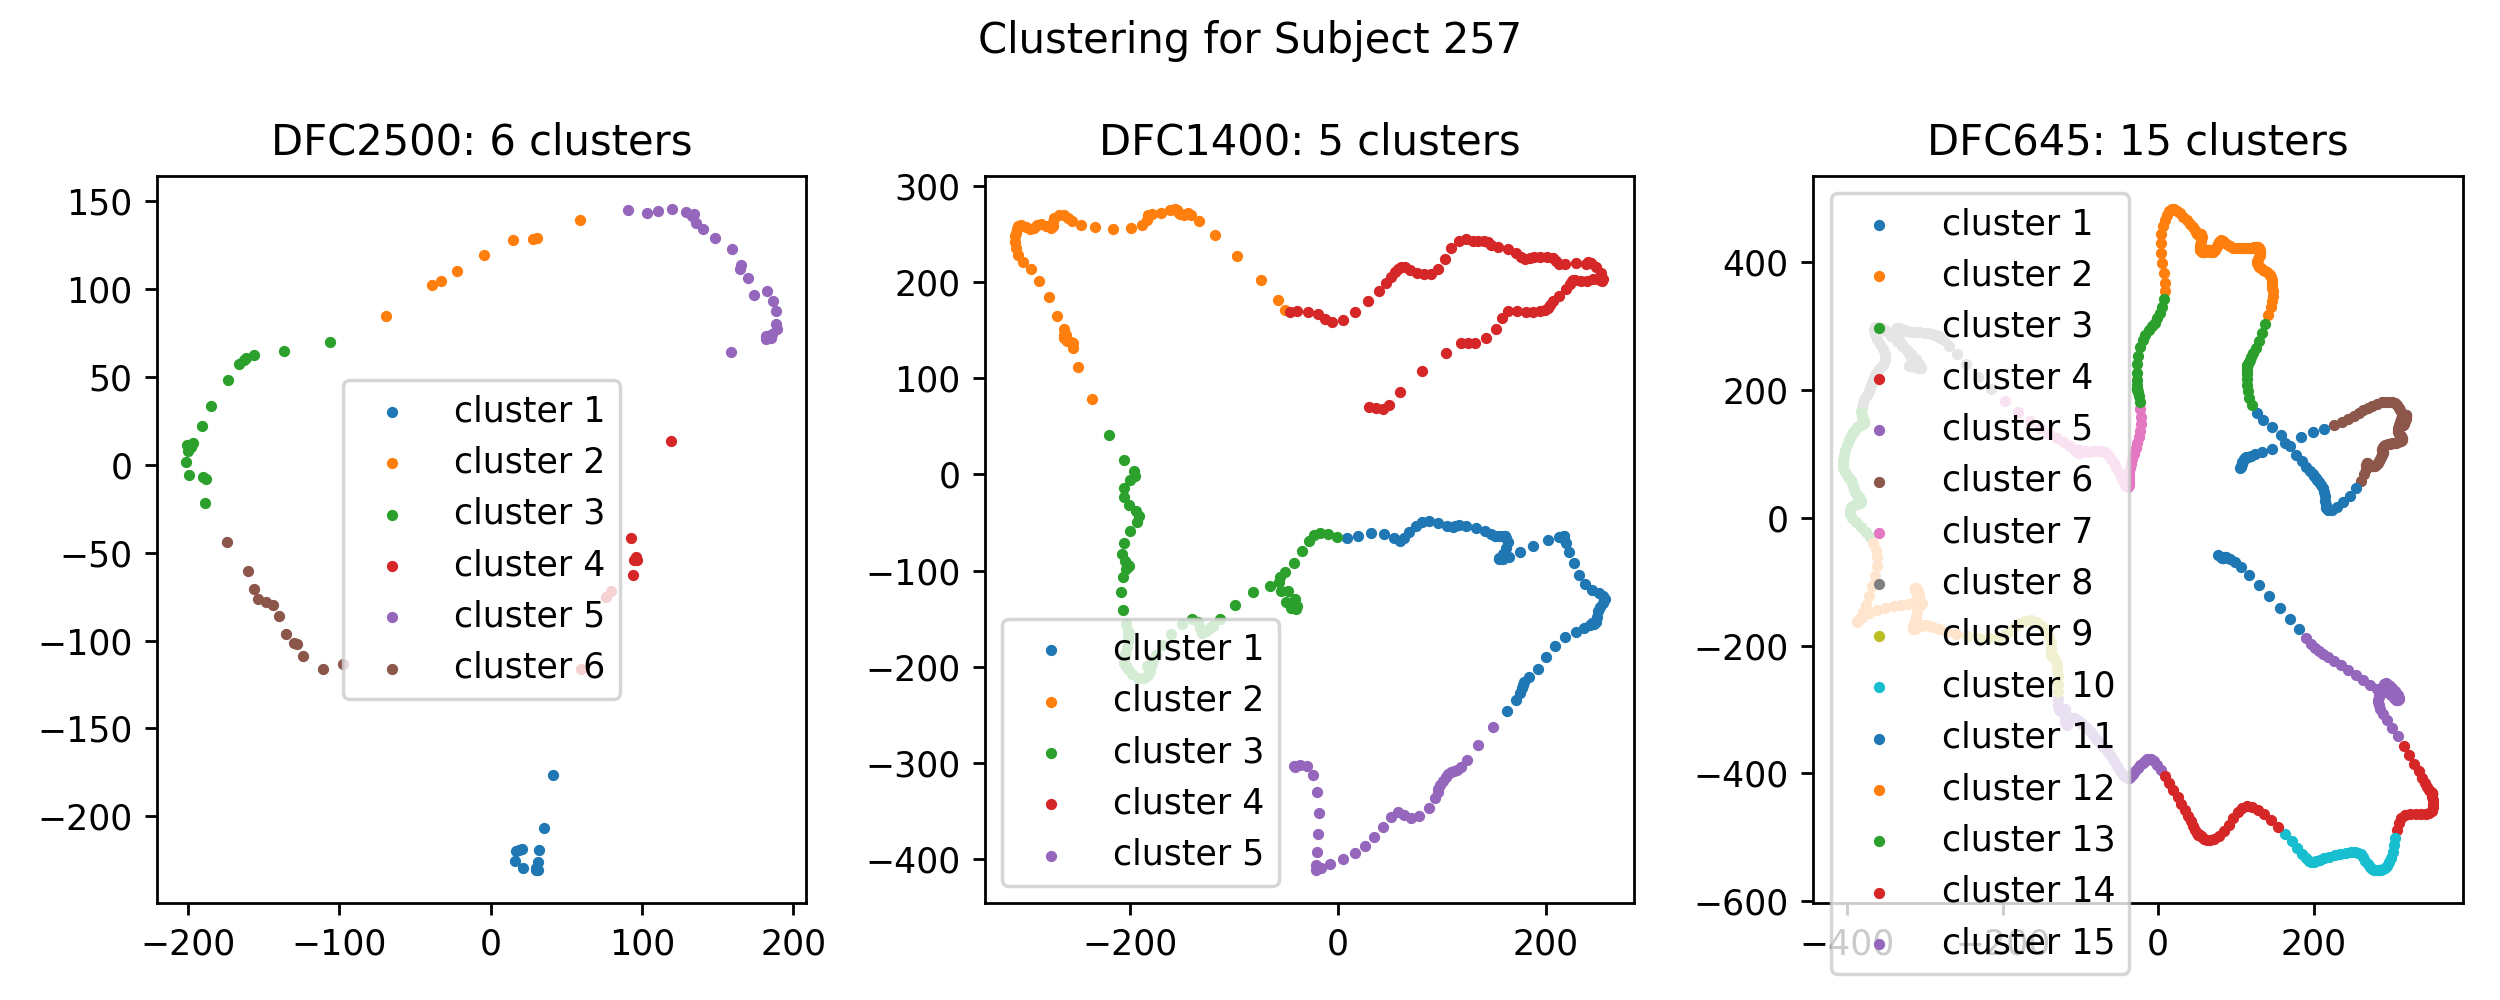 Clustering for Subject 257
DFC2500: 6 clusters
150
100
50
0
−50
−100
−150
−200
−200 −100 0 100 200
cluster 1
cluster 2
cluster 3
cluster 4
cluster 5
cluster 6
DFC1400: 5 clusters
300
200
100
0
−100
−200
−300
−400
−200 0 200
cluster 1
cluster 2
cluster 3
cluster 4
cluster 5
DFC645: 15 clusters
400
200
0
−200
−400
−600
−400 −200 0 200
cluster 1
cluster 2
cluster 3
cluster 4
cluster 5
cluster 6
cluster 7
cluster 8
cluster 9
cluster 10
cluster 11
cluster 12
cluster 13
cluster 14
cluster 15